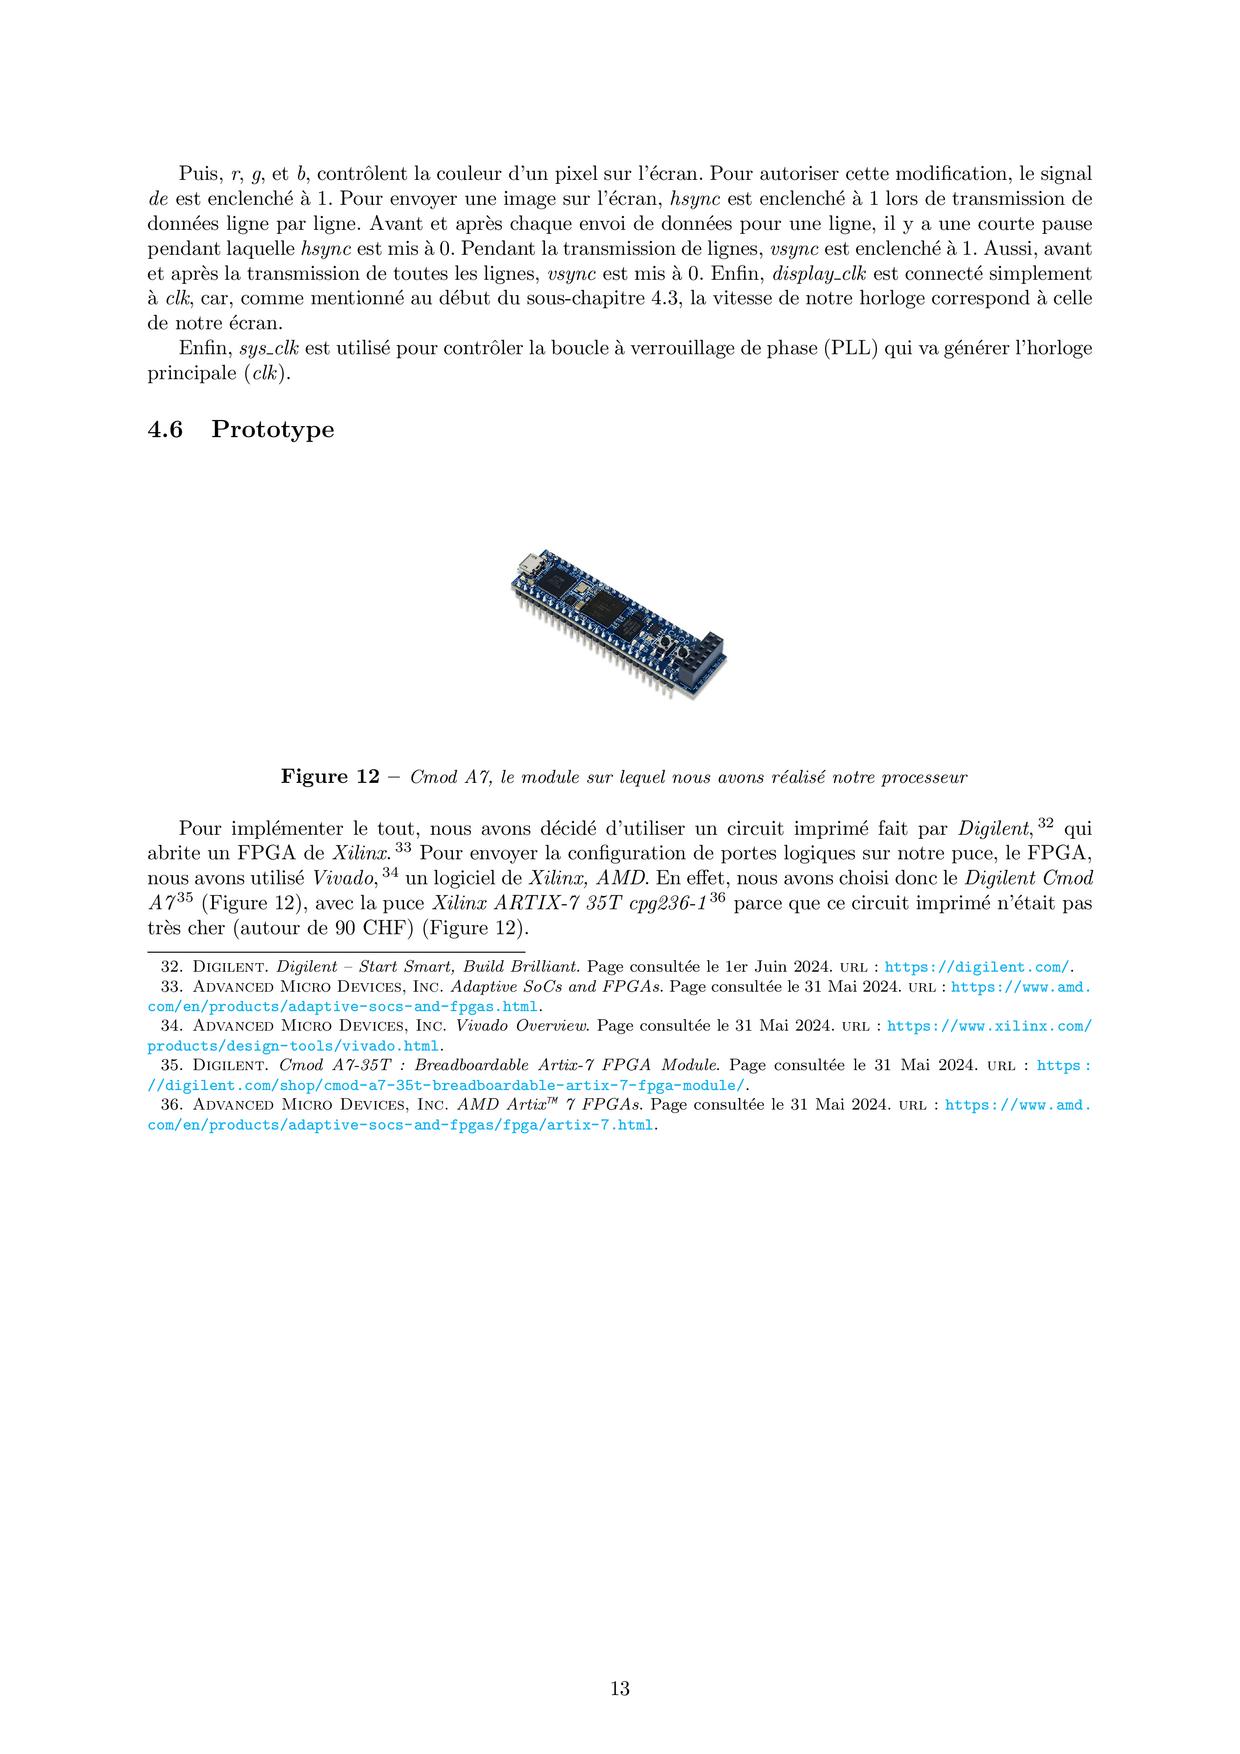 Puis, r, g, et b, contrôlent la couleur d'un pixel sur l'écran. Pour autoriser cette modification, le signal
de est enclenché à 1. Pour envoyer une image sur l'écran, hsync est enclenché à 1 lors de transmission de
données ligne par ligne. Avant et après chaque envoi de données pour une ligne, il y a une courte pause
pendant laquelle hsync est mis à 0. Pendant la transmission de lignes, vsync est enclenché à 1. Aussi, avant
et après la transmission de toutes les lignes, vsync est mis à 0. Enfin, display_clk est connecté simplement
à clk, car, comme mentionné au début du sous-chapitre 4.3, la vitesse de notre horloge correspond à celle
de notre écran.
Enfin, sys_clk est utilisé pour contrôler la boucle à verrouillage de phase (PLL) qui va générer l'horloge
principale (clk).
4.6 Prototype
Figure 12 – Cmod A7, le module sur lequel nous avons réalisé notre processeur
Pour implémenter le tout, nous avons décidé d'utiliser un circuit imprimé fait par Digilent, 32 qui
abrite un FPGA de Xilinx. 33 Pour envoyer la configuration de portes logiques sur notre puce, le FPGA,
nous avons utilisé Vivado, 34 un logiciel de Xilinx, AMD. En effet, nous avons choisi donc le Digilent Cmod
A7 35 (Figure 12), avec la puce Xilinx ARTIX-7 35T cpg236-1 36 parce que ce circuit imprimé n'était pas
très cher (autour de 90 CHF) (Figure 12).
32. DIGILENT. Digilent – Start Smart, Build Brilliant. Page consultée le 1er Juin 2024. URL : https://digilent.com/.
33. ADVANCED MICRO DEVICES, INC. Adaptive SoCs and FPGAs. Page consultée le 31 Mai 2024. URL : https://www.amd.
com/en/products/adaptive-socs-and-fpgas.html.
34. ADVANCED MICRO DEVICES, INC. Vivado Overview. Page consultée le 31 Mai 2024. URL : https://www.xilinx.com/
products/design-tools/vivado.html.
35. DIGILENT. Cmod A7-35T : Breadboardable Artix-7 FPGA Module. Page consultée le 31 Mai 2024. URL : https :
//digilent.com/shop/cmod-a7-35t-breadboardable-artix-7-fpga-module/.
36. ADVANCED MICRO DEVICES, INC. AMD Artix™ 7 FPGAs. Page consultée le 31 Mai 2024. URL : https://www.amd.
com/en/products/adaptive-socs-and-fpgas/fpga/artix-7.html.
13